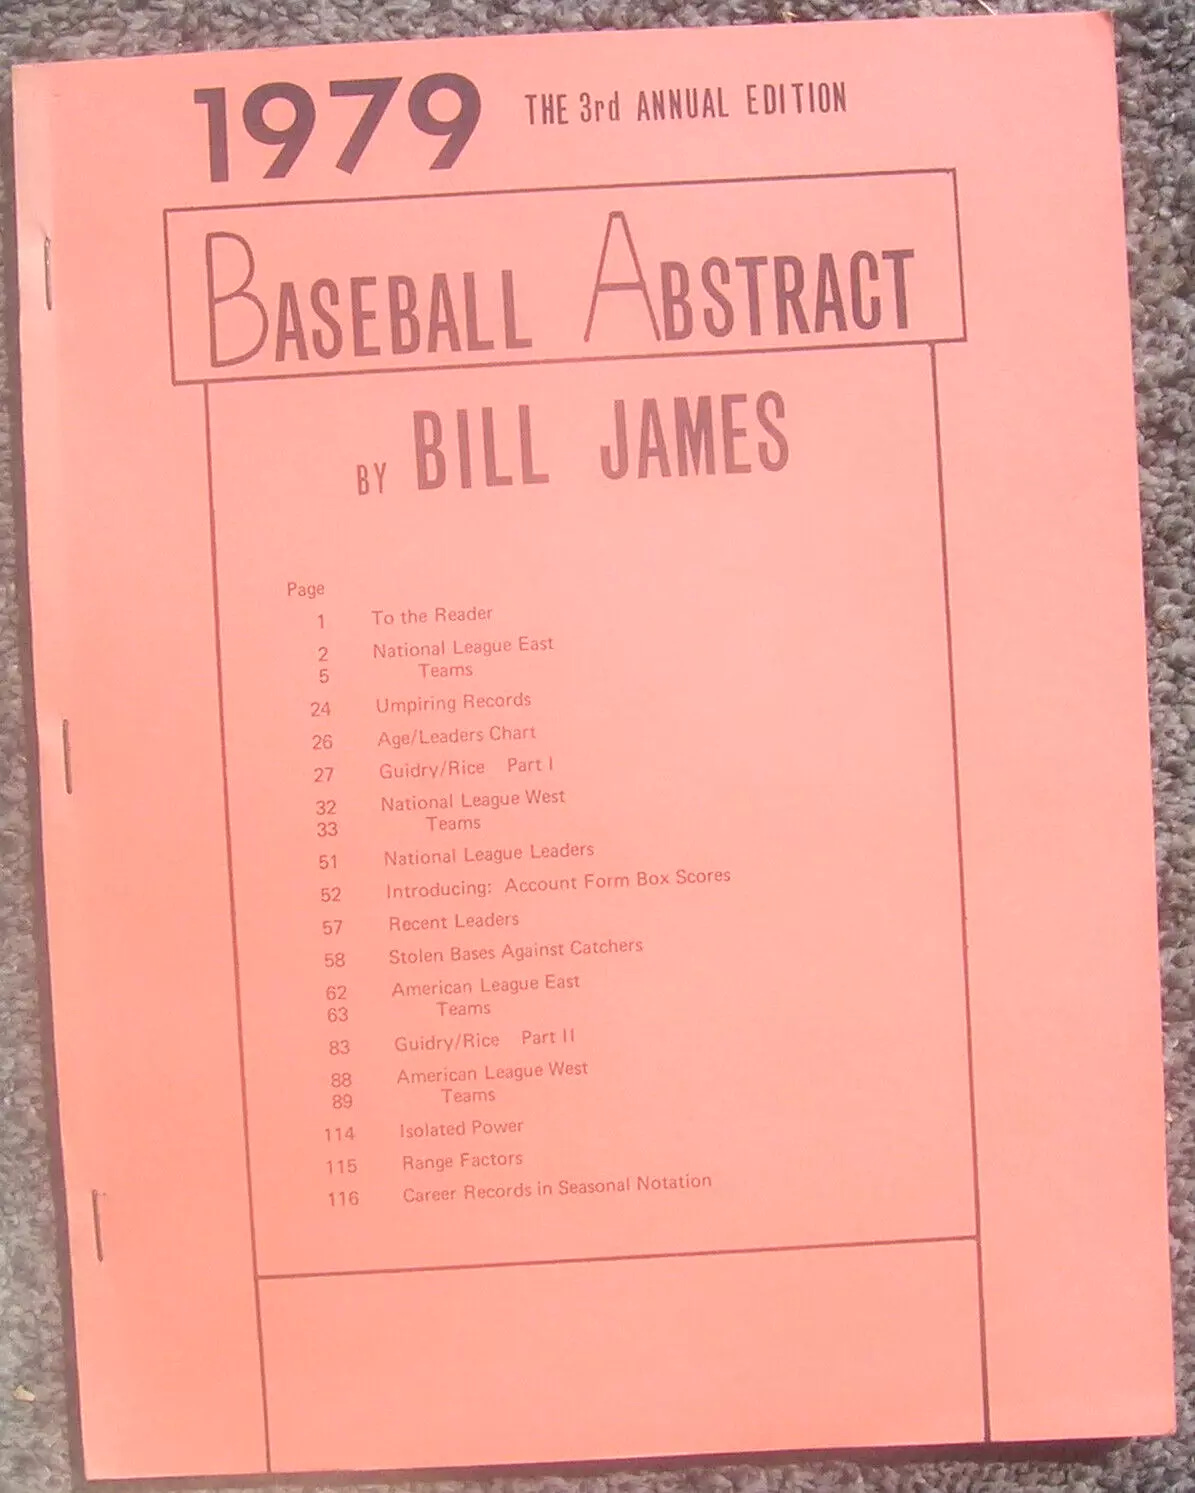 1979 THE 3rd ANNUAL EDITION
BASEBALL ABSTRACT
BY BILL JAMES
Page
1 To the Reader
2 National League East
5 Teams
24 Umpiring Records
26 Age/Leaders Chart
27 Guidry/Rice Part I
32 National League West
33 Teams
51 National League Leaders
52 Introducing: Account Form Box Scores
57 Recent Leaders
58 Stolen Bases Against Catchers
62 American League East
63 Teams
83 Guidry/Rice Part II
88 American League West
89 Teams
114 Isolated Power
115 Range Factors
116 Career Records in Seasonal Notation